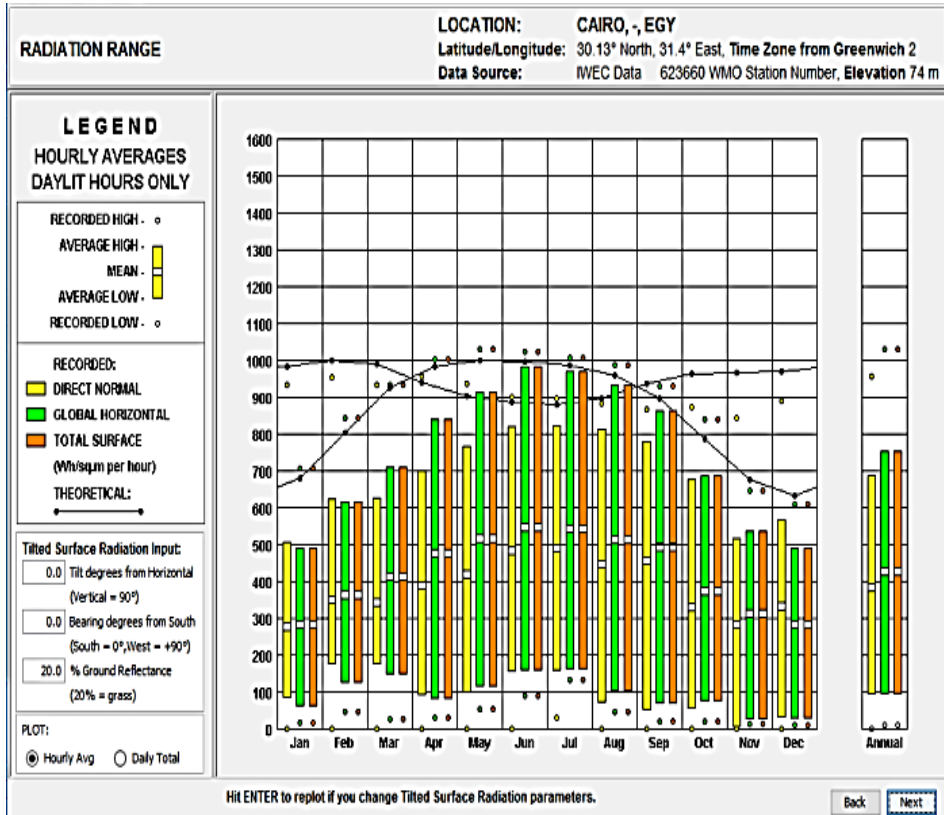 RADIATION RANGE
LOCATION: CAIRO, -, EGY
Latitude/Longitude: 30.13° North, 31.4° East, Time Zone from Greenwich 2
Data Source: IWEC Data 623660 WMO Station Number, Elevation 74 m
LEGEND
HOURLY AVERAGES
DAYLIT HOURS ONLY
RECORDED HIGH - o
AVERAGE HIGH -
MEAN -
AVERAGE LOW -
RECORDED LOW - o
RECORDED:
DIRECT NORMAL
GLOBAL HORIZONTAL
TOTAL SURFACE
(Wh/sq.m per hour)
THEORETICAL:
Tilted Surface Radiation Input:
0.0 Tilt degrees from Horizontal
(Vertical = 90°)
0.0 Bearing degrees from South
(South = 0°,West = +90°)
20.0 % Ground Reflectance
(20% = grass)
PLOT:
Hourly Avg Daily Total
1600
1500
1400
1300
1200
1100
1000
900
800
700
600
500
400
300
200
100
0
Jan Feb Mar Apr May Jun Jul Aug Sep Oct Nov Dec Annual
Hit ENTER to replot if you change Tilted Surface Radiation parameters.
Back Next